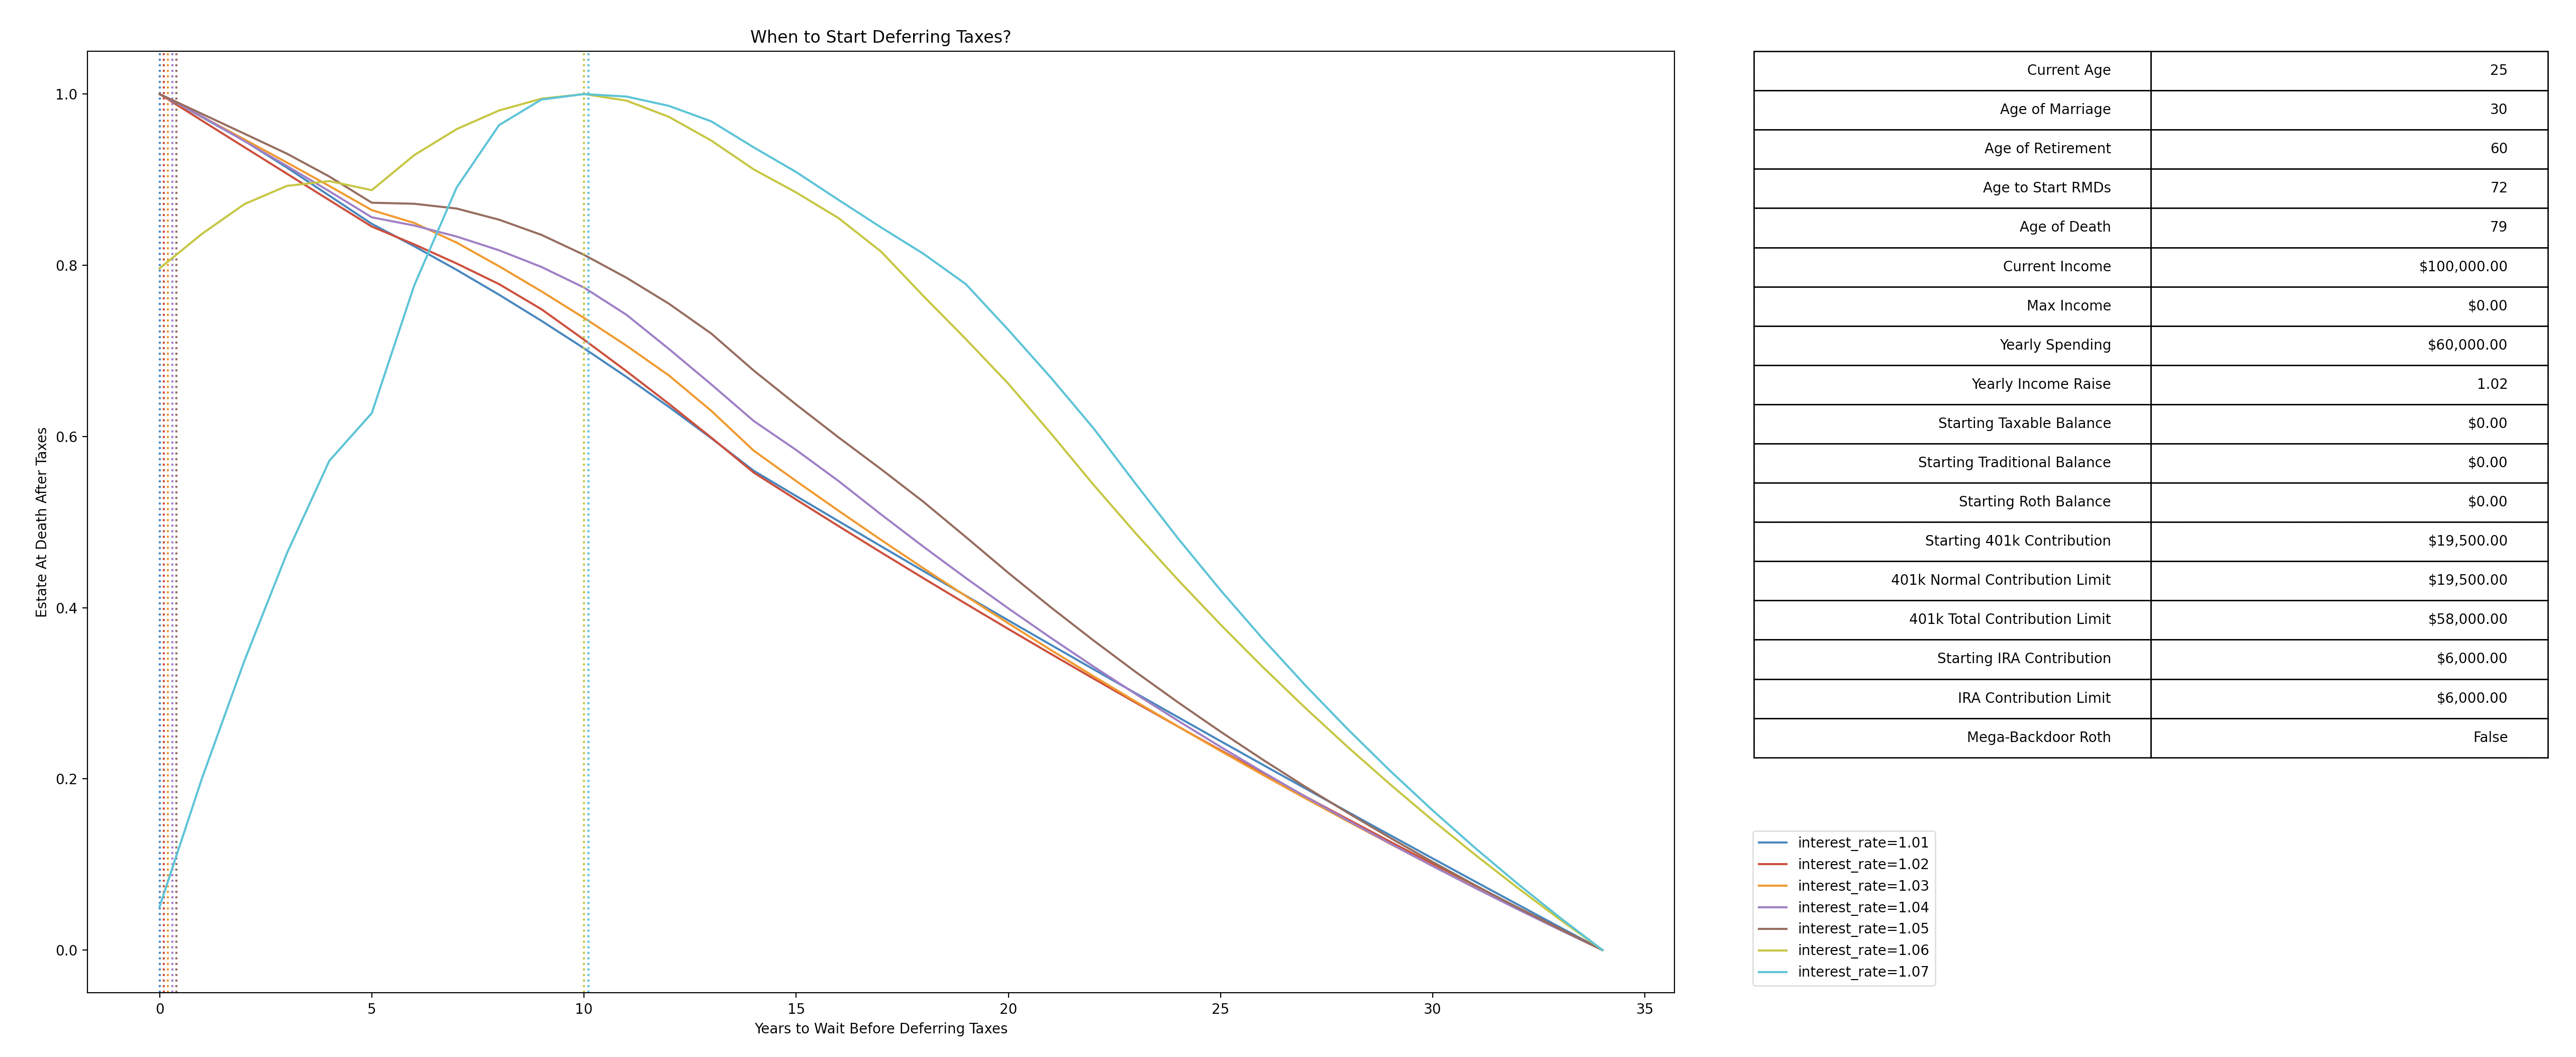 When to Start Deferring Taxes?
Estate At Death After Taxes
1.0
0.8
0.6
0.4
0.2
0.0
0 5 10 15 20 25 30 35
Years to Wait Before Deferring Taxes
Current Age 25
Age of Marriage 30
Age of Retirement 60
Age to Start RMDs 72
Age of Death 79
Current Income $100,000.00
Max Income $0.00
Yearly Spending $60,000.00
Yearly Income Raise 1.02
Starting Taxable Balance $0.00
Starting Traditional Balance $0.00
Starting Roth Balance $0.00
Starting 401k Contribution $19,500.00
401k Normal Contribution Limit $19,500.00
401k Total Contribution Limit $58,000.00
Starting IRA Contribution $6,000.00
IRA Contribution Limit $6,000.00
Mega-Backdoor Roth False
interest_rate=1.01
interest_rate=1.02
interest_rate=1.03
interest_rate=1.04
interest_rate=1.05
interest_rate=1.06
interest_rate=1.07